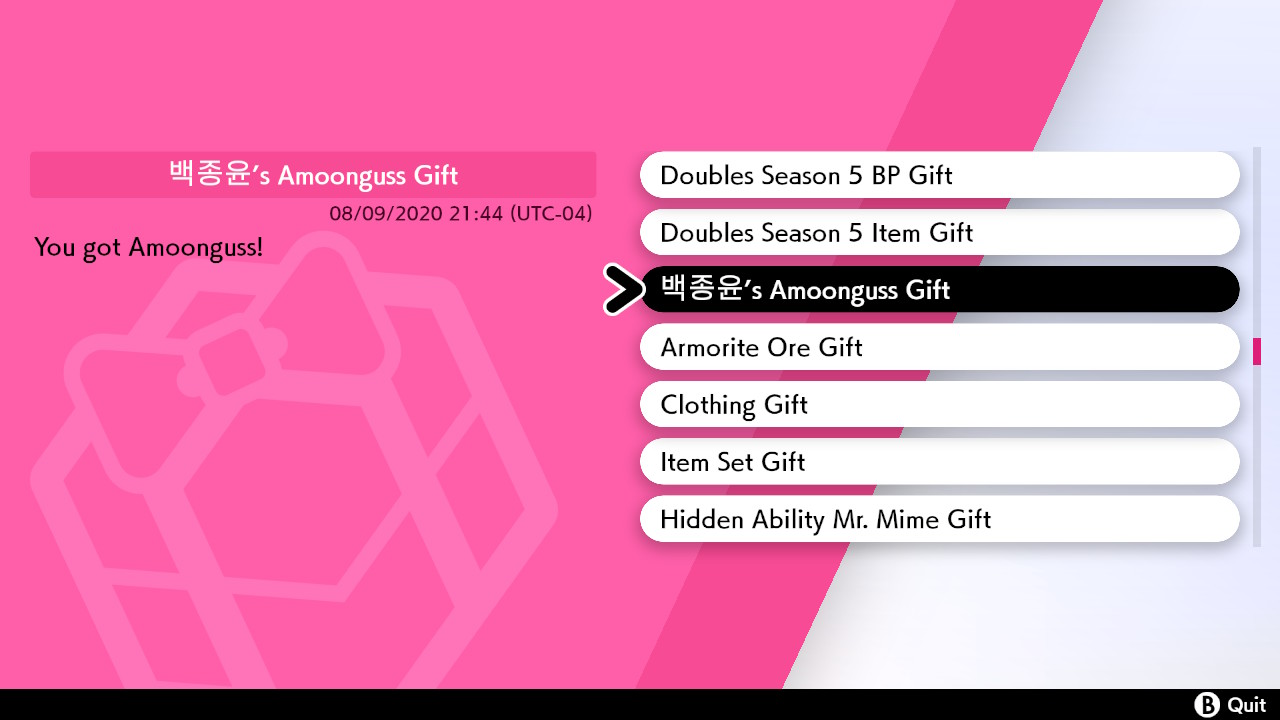 백종윤's Amoonguss Gift
08/09/2020 21:44 (UTC-04)
You got Amoonguss!
Doubles Season 5 BP Gift
Doubles Season 5 Item Gift
백종윤's Amoonguss Gift
Armorite Ore Gift
Clothing Gift
Item Set Gift
Hidden Ability Mr. Mime Gift
B Quit